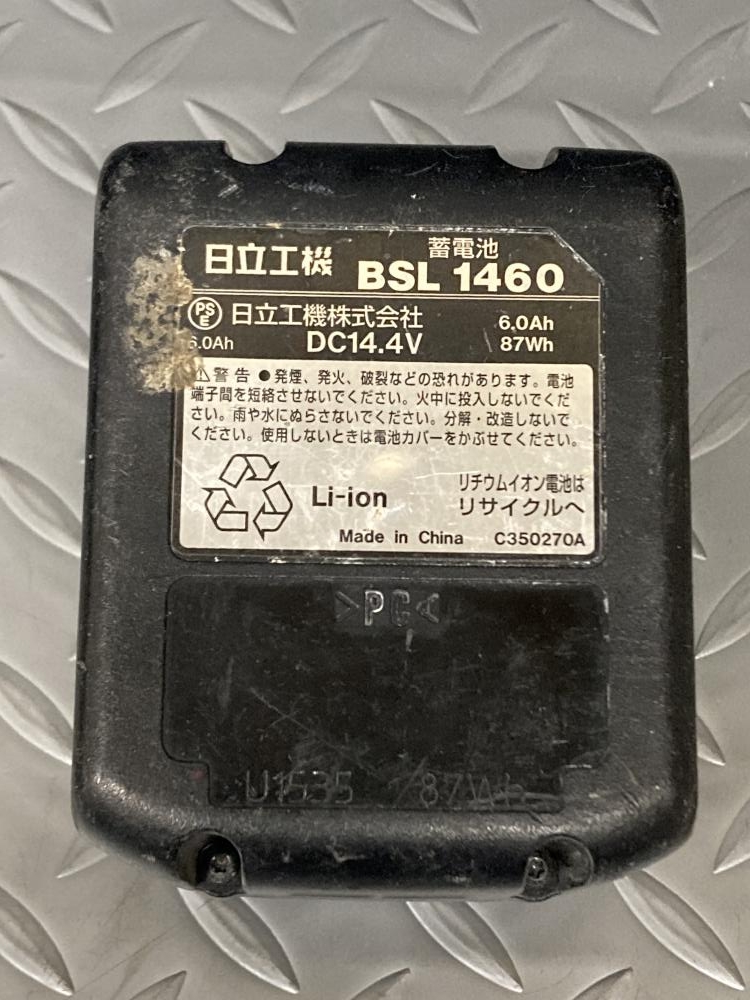 日立工機 蓄電池
BSL 1460
PSE 日立工機株式会社 6.0Ah
6.0Ah DC14.4V 87Wh
⚠警告 ●発煙、発火、破裂などの恐れがあります。電池
端子間を短絡させないでください。火中に投入しないでくだ
さい。雨や水にぬらさないでください。分解・改造しないで
ください。使用しないときは電池カバーをかぶせてください。
Li-ion リチウムイオン電池は
リサイクルへ
Made in China C350270A
>PC<
U1535 87Wh